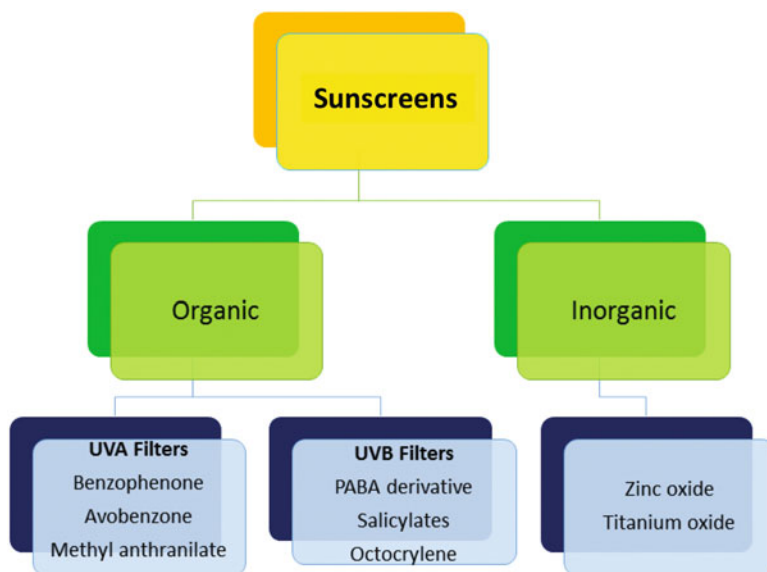 Sunscreens
Organic
Inorganic
UVA Filters
Benzophenone
Avobenzone
Methyl anthranilate
UVB Filters
PABA derivative
Salicylates
Octocrylene
Zinc oxide
Titanium oxide